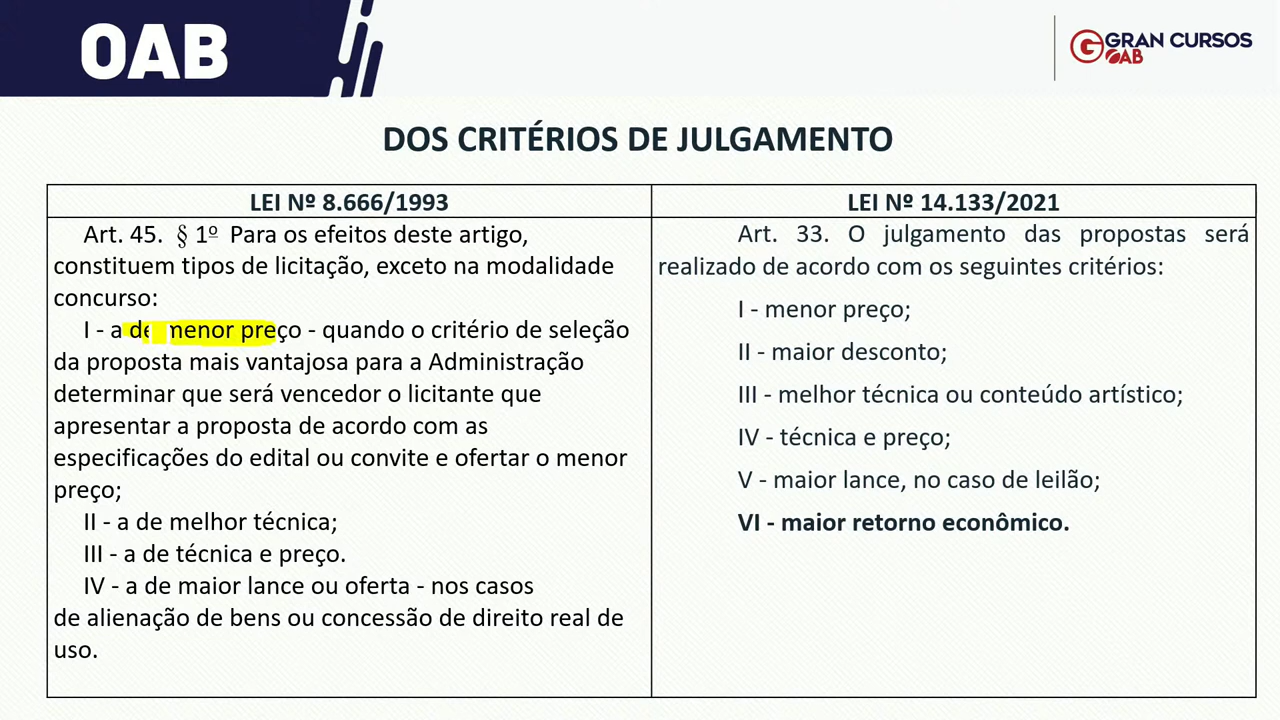 OAB
GRAN CURSOS
OAB
DOS CRITÉRIOS DE JULGAMENTO
LEI Nº 8.666/1993
Art. 45. § 1º Para os efeitos deste artigo,
constituem tipos de licitação, exceto na modalidade
concurso:
I - a de menor preço - quando o critério de seleção
da proposta mais vantajosa para a Administração
determinar que será vencedor o licitante que
apresentar a proposta de acordo com as
especificações do edital ou convite e ofertar o menor
preço;
II - a de melhor técnica;
III - a de técnica e preço.
IV - a de maior lance ou oferta - nos casos
de alienação de bens ou concessão de direito real de
uso.
LEI Nº 14.133/2021
Art. 33. O julgamento das propostas será
realizado de acordo com os seguintes critérios:
I - menor preço;
II - maior desconto;
III - melhor técnica ou conteúdo artístico;
IV - técnica e preço;
V - maior lance, no caso de leilão;
VI - maior retorno econômico.